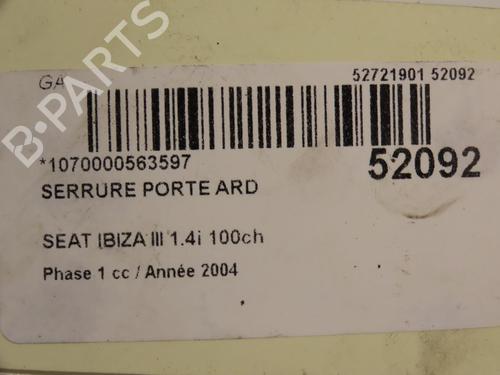 GA
52721901 52092
*1070000563597
52092
SERRURE PORTE ARD
SEAT IBIZA III 1.4i 100ch
Phase 1 cc / Année 2004
B-PARTS